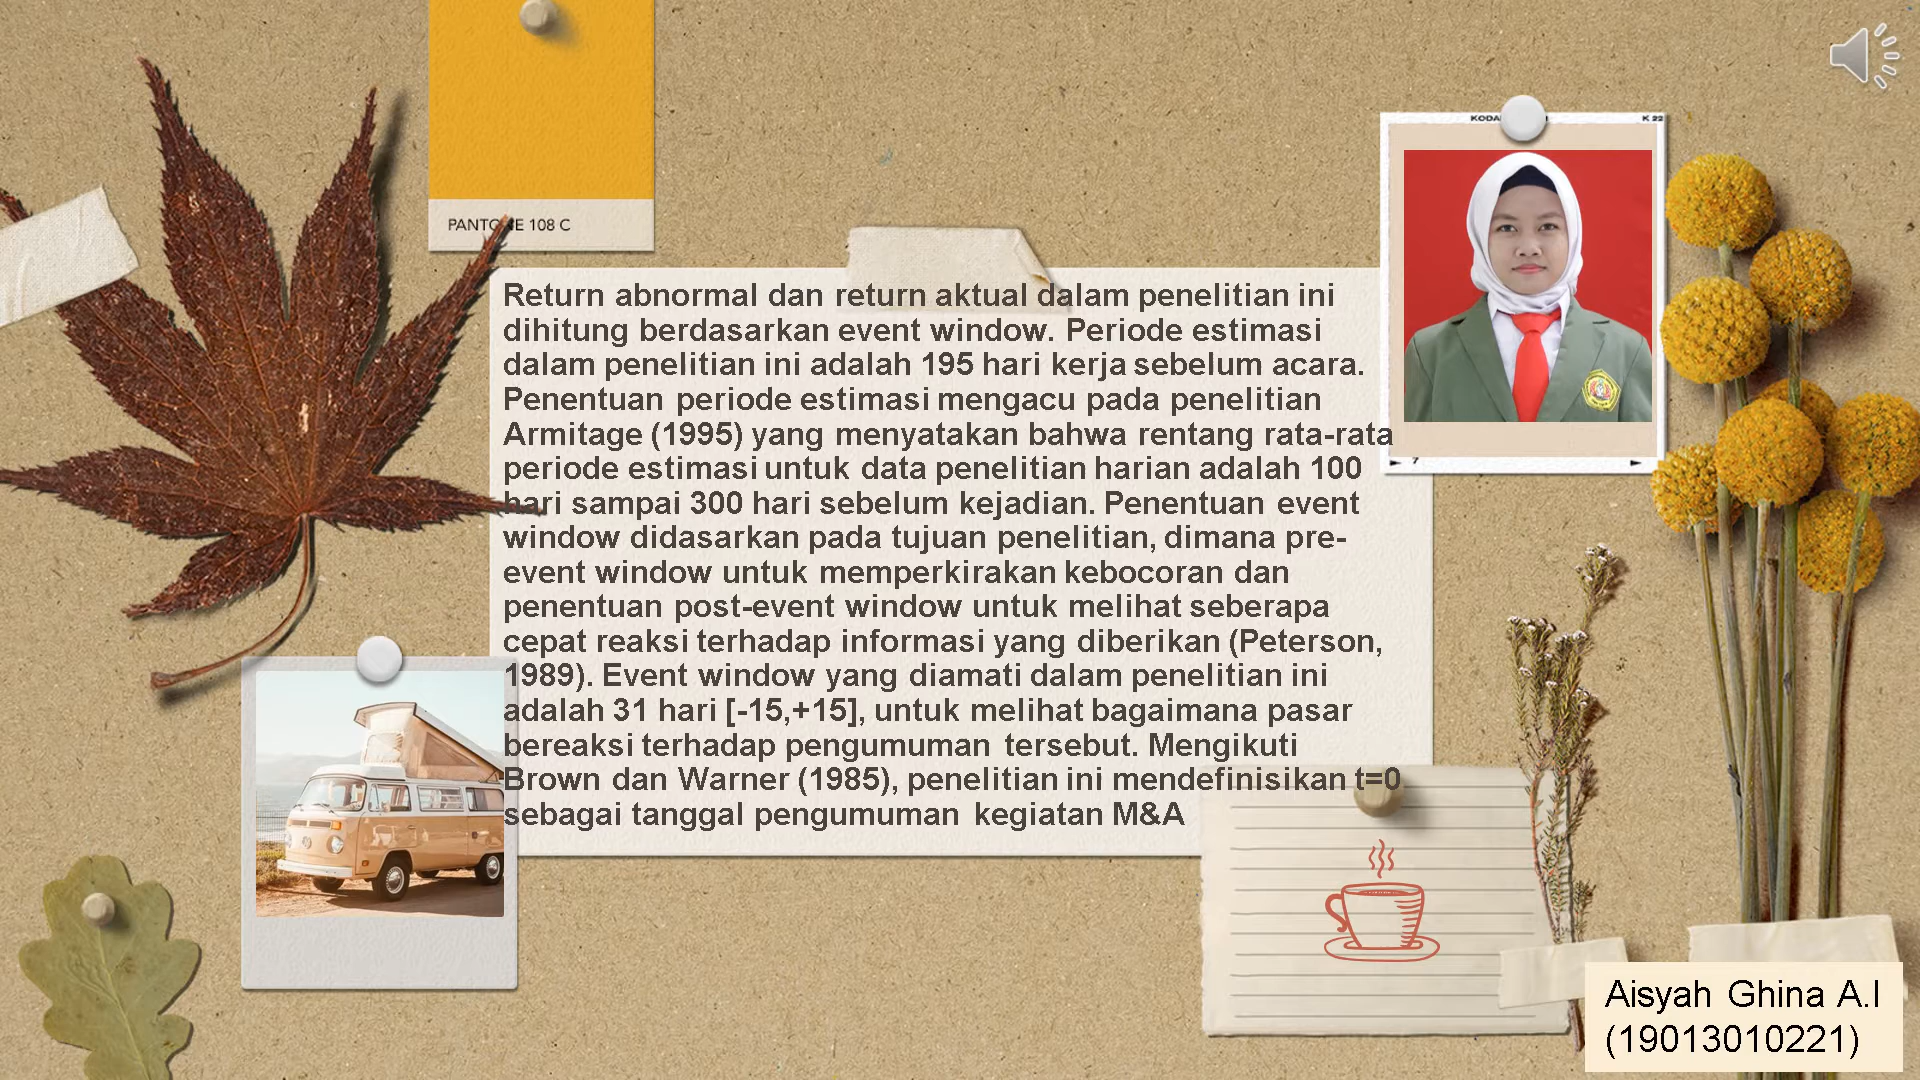 KODA
K 22
PANTONE 108 C
Return abnormal dan return aktual dalam penelitian ini
dihitung berdasarkan event window. Periode estimasi
dalam penelitian ini adalah 195 hari kerja sebelum acara.
Penentuan periode estimasi mengacu pada penelitian
Armitage (1995) yang menyatakan bahwa rentang rata-rata
periode estimasi untuk data penelitian harian adalah 100
hari sampai 300 hari sebelum kejadian. Penentuan event
window didasarkan pada tujuan penelitian, dimana pre-
event window untuk memperkirakan kebocoran dan
penentuan post-event window untuk melihat seberapa
cepat reaksi terhadap informasi yang diberikan (Peterson,
1989). Event window yang diamati dalam penelitian ini
adalah 31 hari [-15,+15], untuk melihat bagaimana pasar
bereaksi terhadap pengumuman tersebut. Mengikuti
Brown dan Warner (1985), penelitian ini mendefinisikan t=0
sebagai tanggal pengumuman kegiatan M&A
7
Aisyah Ghina A.I
(19013010221)